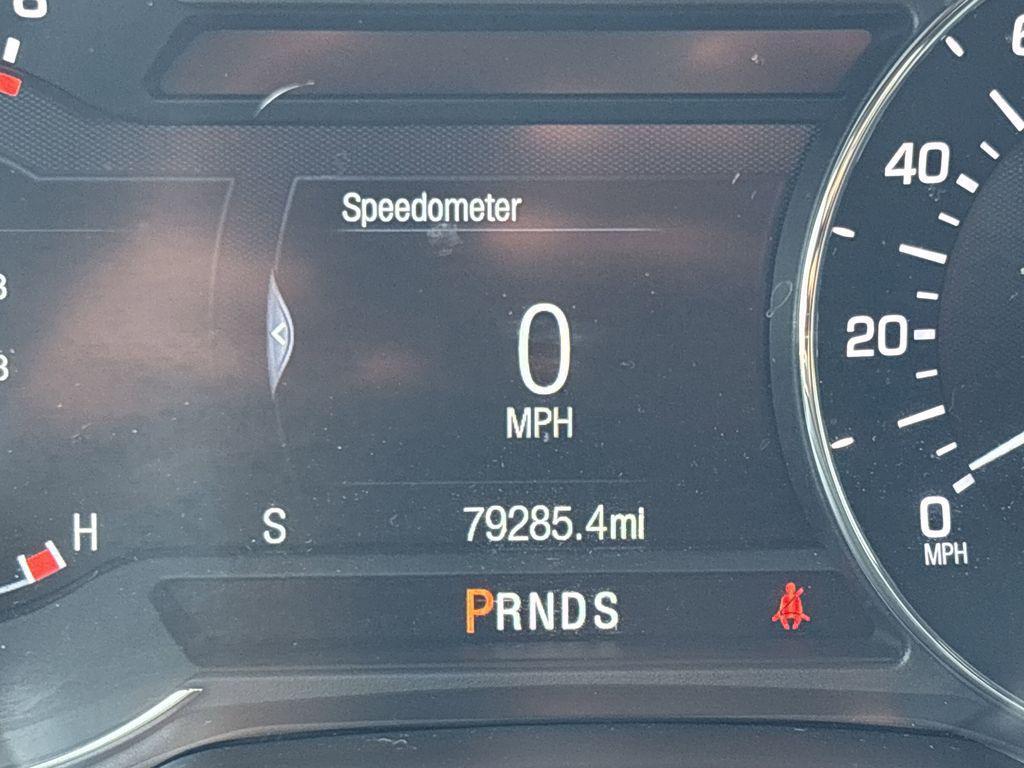 Speedometer
0
MPH
79285.4mi
H
S
PRNDS
40
20
0
MPH